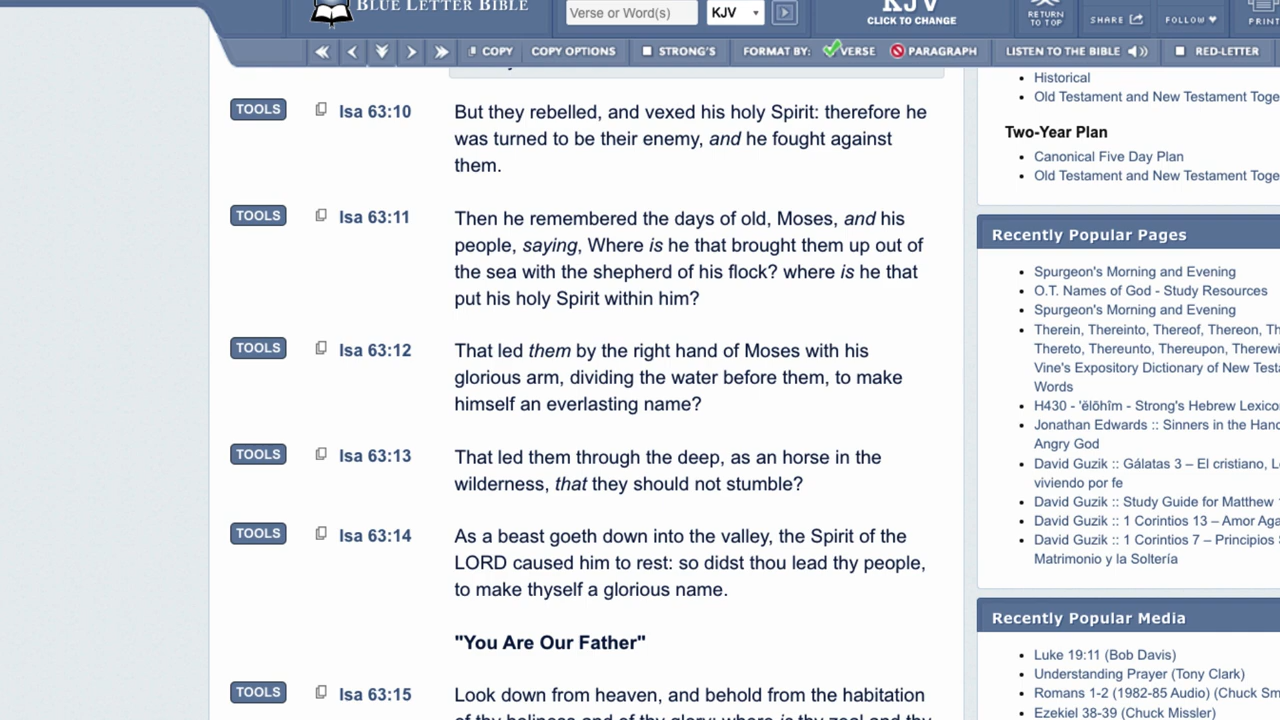 BLUE LETTER BIBLE
Verse or Word(s)
KJV
KJV
CLICK TO CHANGE
RETURN
TO TOP
SHARE
FOLLOW
PRINT
COPY
COPY OPTIONS
STRONG'S
FORMAT BY:
VERSE
PARAGRAPH
LISTEN TO THE BIBLE
RED-LETTER
TOOLS
Isa 63:10
But they rebelled, and vexed his holy Spirit: therefore he
was turned to be their enemy, and he fought against
them.
TOOLS
Isa 63:11
Then he remembered the days of old, Moses, and his
people, saying, Where is he that brought them up out of
the sea with the shepherd of his flock? where is he that
put his holy Spirit within him?
TOOLS
Isa 63:12
That led them by the right hand of Moses with his
glorious arm, dividing the water before them, to make
himself an everlasting name?
TOOLS
Isa 63:13
That led them through the deep, as an horse in the
wilderness, that they should not stumble?
TOOLS
Isa 63:14
As a beast goeth down into the valley, the Spirit of the
LORD caused him to rest: so didst thou lead thy people,
to make thyself a glorious name.
"You Are Our Father"
TOOLS
Isa 63:15
Look down from heaven, and behold from the habitation
of thy holiness and of thy glory: where is thy zeal and thy
Historical
Old Testament and New Testament Toge
Two-Year Plan
Canonical Five Day Plan
Old Testament and New Testament Toge
Recently Popular Pages
Spurgeon's Morning and Evening
O.T. Names of God - Study Resources
Spurgeon's Morning and Evening
Therein, Thereinto, Thereof, Thereon, Th
Thereto, Thereunto, Thereupon, Therewi
Vine's Expository Dictionary of New Testa
Words
H430 - 'ĕlōhîm - Strong's Hebrew Lexico
Jonathan Edwards :: Sinners in the Hand
Angry God
David Guzik :: Gálatas 3 – El cristiano, L
viviendo por fe
David Guzik :: Study Guide for Matthew
David Guzik :: 1 Corintios 13 – Amor Aga
David Guzik :: 1 Corintios 7 – Principios
Matrimonio y la Soltería
Recently Popular Media
Luke 19:11 (Bob Davis)
Understanding Prayer (Tony Clark)
Romans 1-2 (1982-85 Audio) (Chuck Sm
Ezekiel 38-39 (Chuck Missler)